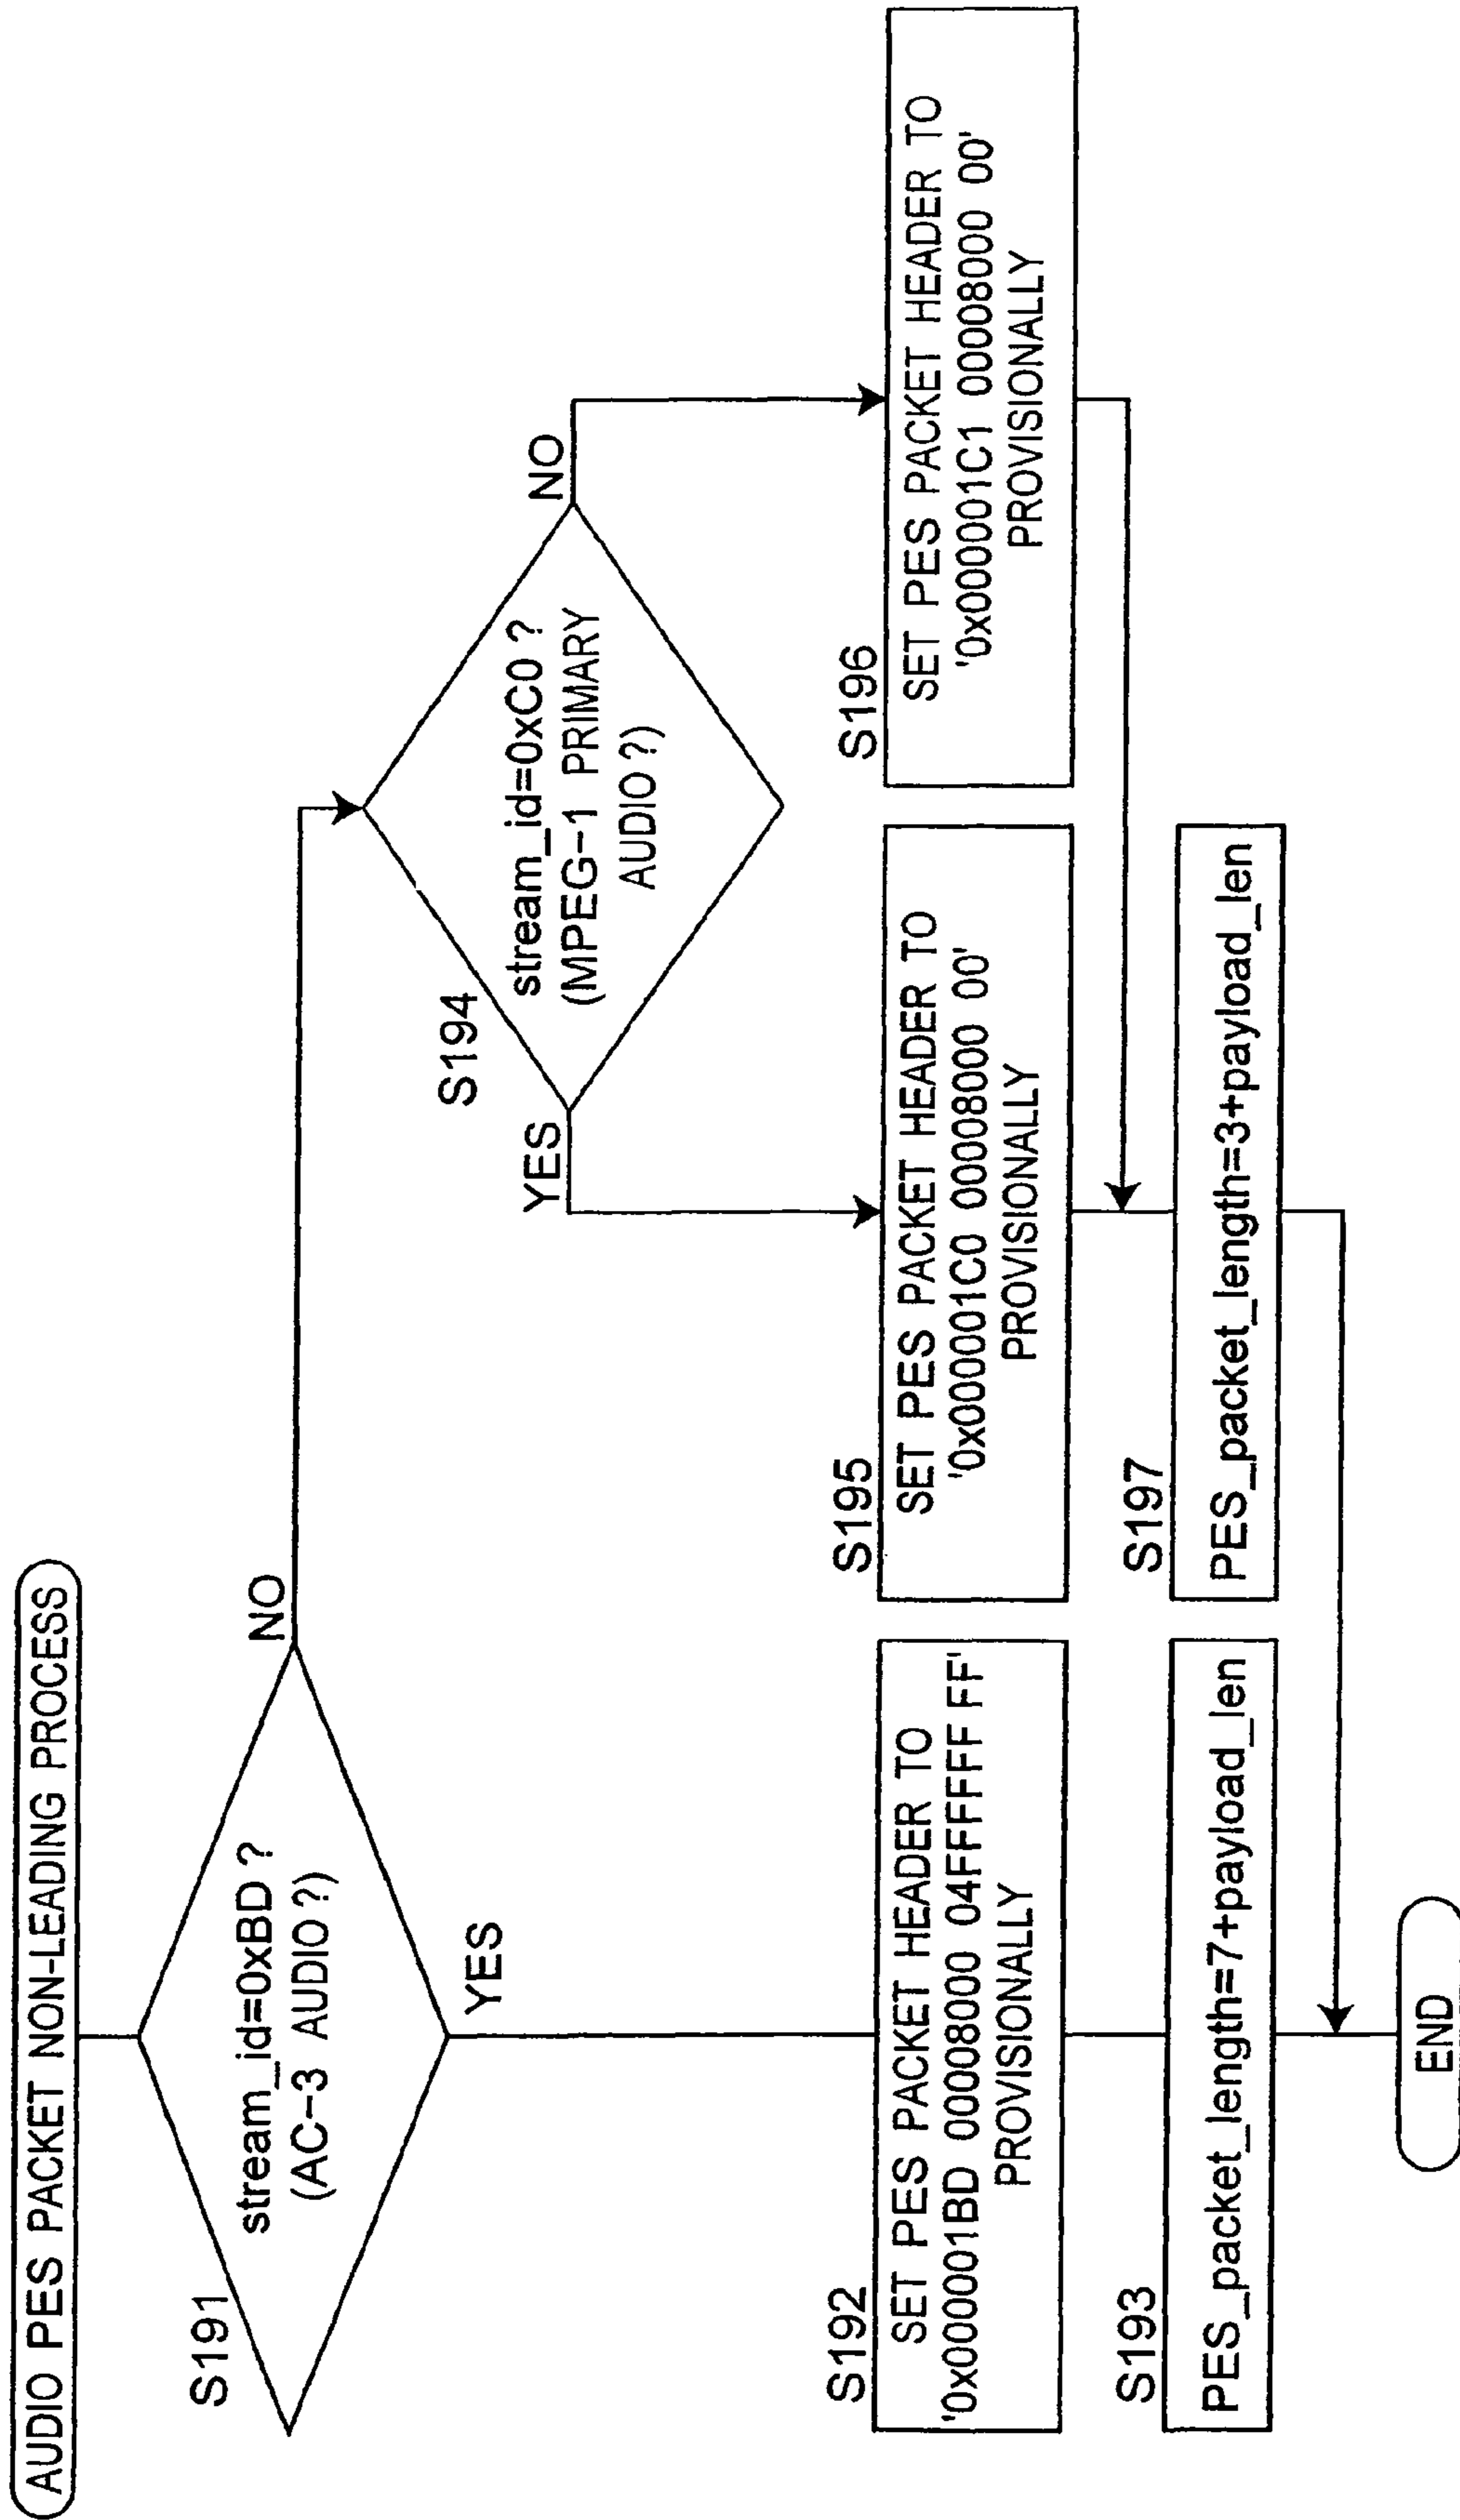 AUDIO PES PACKET NON-LEADING PROCESS
S191
stream_id=0xBD?
(AC-3 AUDIO?)
NO
YES
S194
stream_id=0xC0?
(MPEG-1 PRIMARY
AUDIO?)
YES
NO
S192
SET PES PACKET HEADER TO
'0x000001BD 00008000 04FFFFFF FF'
PROVISIONALLY
S195
SET PES PACKET HEADER TO
'0x000001C0 00008000 00'
PROVISIONALLY
S196
SET PES PACKET HEADER TO
'0x000001C1 00008000 00'
PROVISIONALLY
S193
PES_packet_length=7+payload_len
S197
PES_packet_length=3+payload_len
END